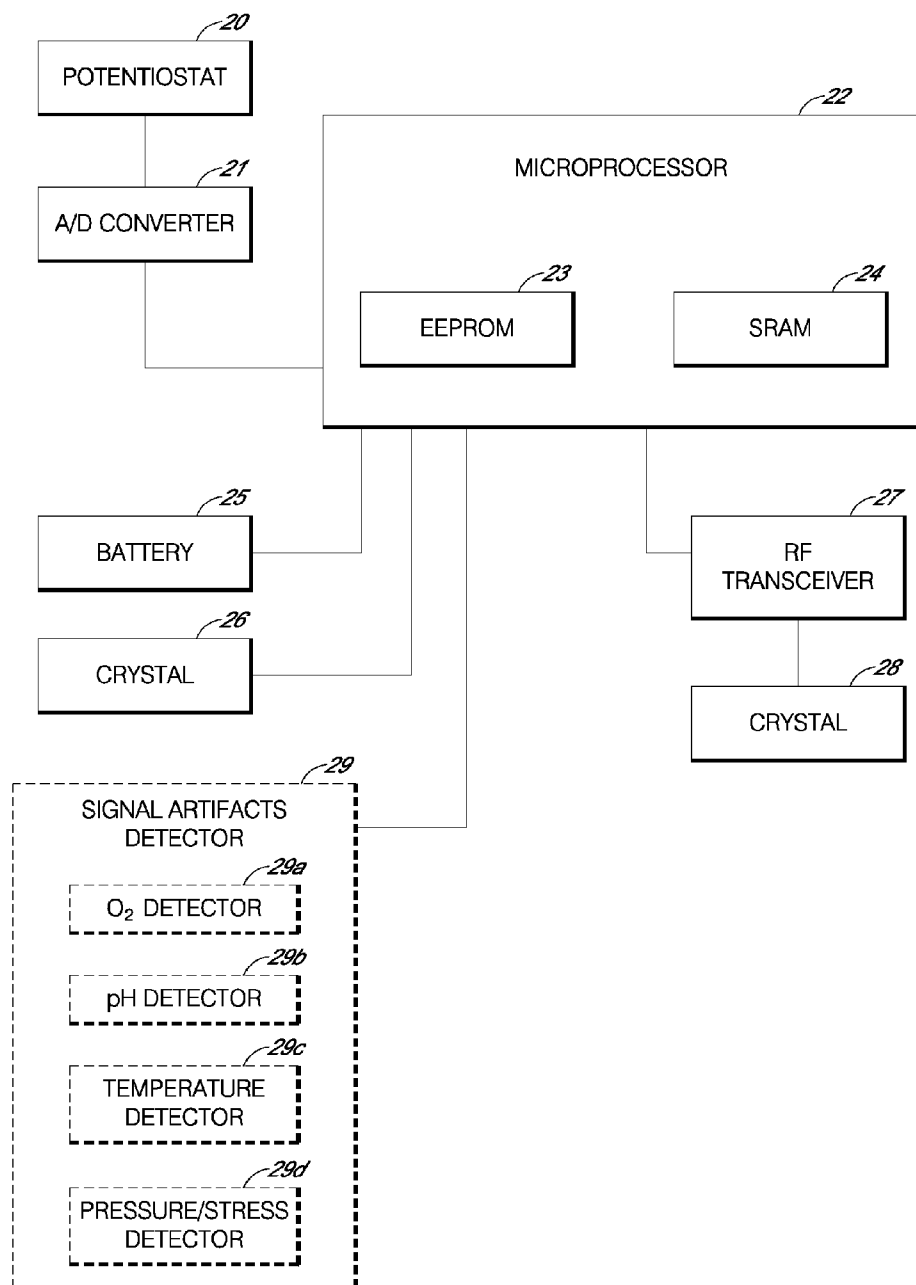 20
POTENTIOSTAT
22
MICROPROCESSOR
21
A/D CONVERTER
23
EEPROM
24
SRAM
25
BATTERY
27
RF
TRANSCEIVER
26
CRYSTAL
28
CRYSTAL
29
SIGNAL ARTIFACTS
DETECTOR
29a
O₂ DETECTOR
29b
pH DETECTOR
29c
TEMPERATURE
DETECTOR
29d
PRESSURE/STRESS
DETECTOR